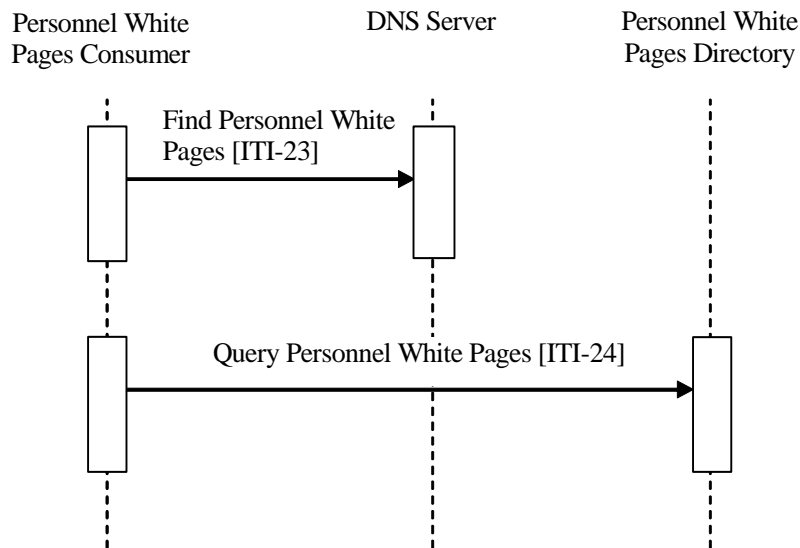 Personnel White
Pages Consumer
DNS Server
Personnel White
Pages Directory
Find Personnel White
Pages [ITI-23]
Query Personnel White Pages [ITI-24]